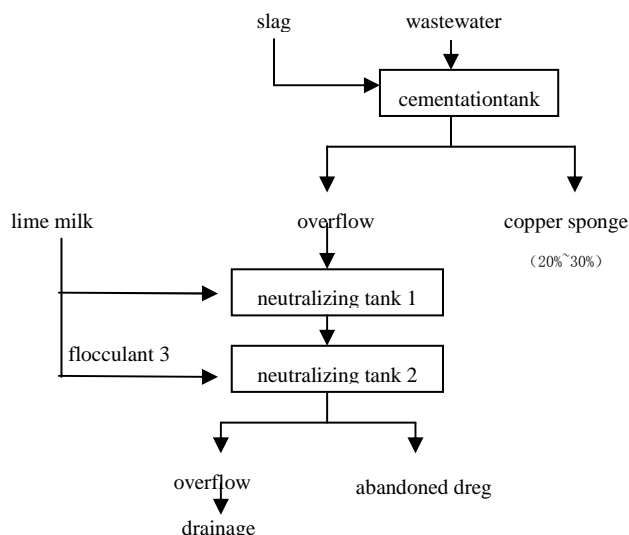 slag
wastewater
cementationtank
lime milk
overflow
copper sponge
（20%~30%）
neutralizing tank 1
flocculant 3
neutralizing tank 2
overflow
abandoned dreg
drainage